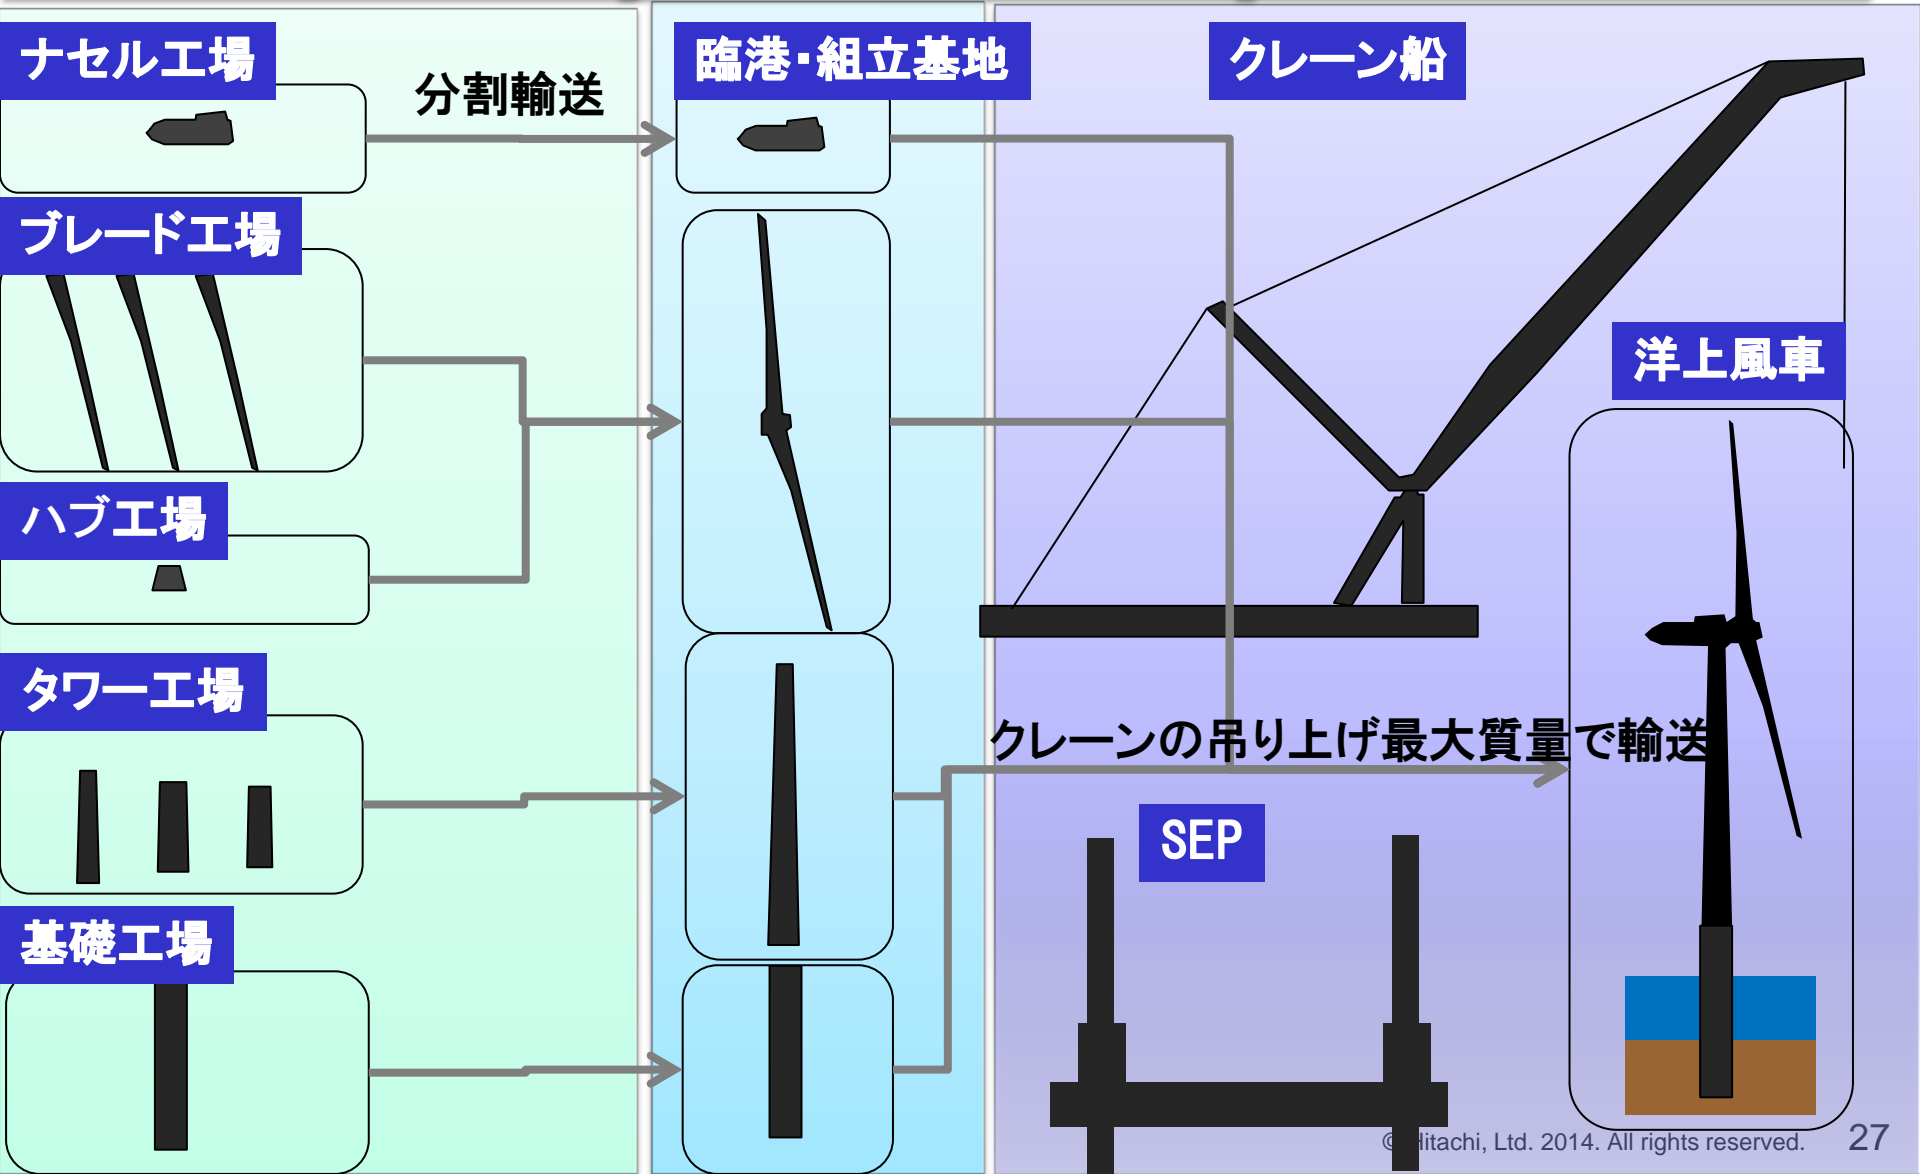 ナセル工場
分割輸送
臨港・組立基地
クレーン船
ブレード工場
洋上風車
ハブ工場
タワー工場
クレーンの吊り上げ最大質量で輸送
SEP
基礎工場
© Hitachi, Ltd. 2014. All rights reserved.
27